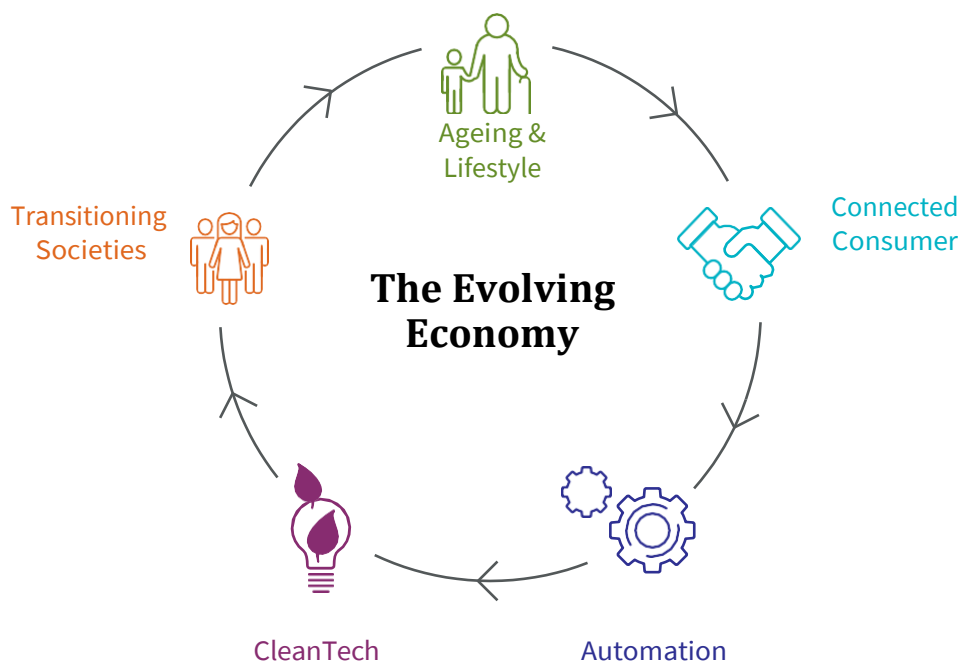 Ageing &
Lifestyle
Transitioning
Societies
Connected
Consumer
The Evolving
Economy
CleanTech
Automation